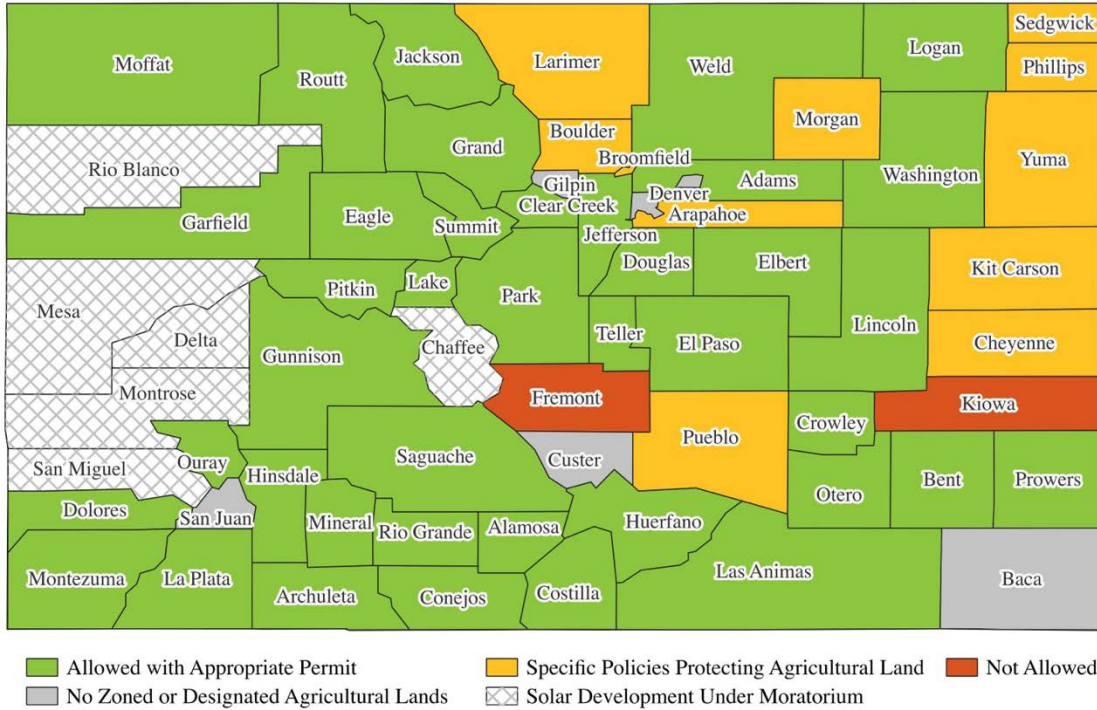 Sedgwick
Jackson
Logan
Moffat
Larimer
Weld
Phillips
Routt
Morgan
Boulder
Grand
Yuma
Broomfield
Rio Blanco
Washington
Gilpin
Adams
Denver
Clear Creek
Arapahoe
Garfield
Eagle
Summit
Jefferson
Douglas
Elbert
Kit Carson
Lake
Pitkin
Park
Mesa
Lincoln
Teller
Delta
El Paso
Chaffee
Cheyenne
Gunnison
Montrose
Fremont
Kiowa
Crowley
Pueblo
Saguache
Custer
Ouray
San Miguel
Hinsdale
Bent
Prowers
Otero
Dolores
San Juan
Mineral
Huerfano
Alamosa
Rio Grande
Las Animas
Montezuma
La Plata
Baca
Costilla
Archuleta
Conejos
Allowed with Appropriate Permit
Specific Policies Protecting Agricultural Land
Not Allowed
No Zoned or Designated Agricultural Lands
Solar Development Under Moratorium